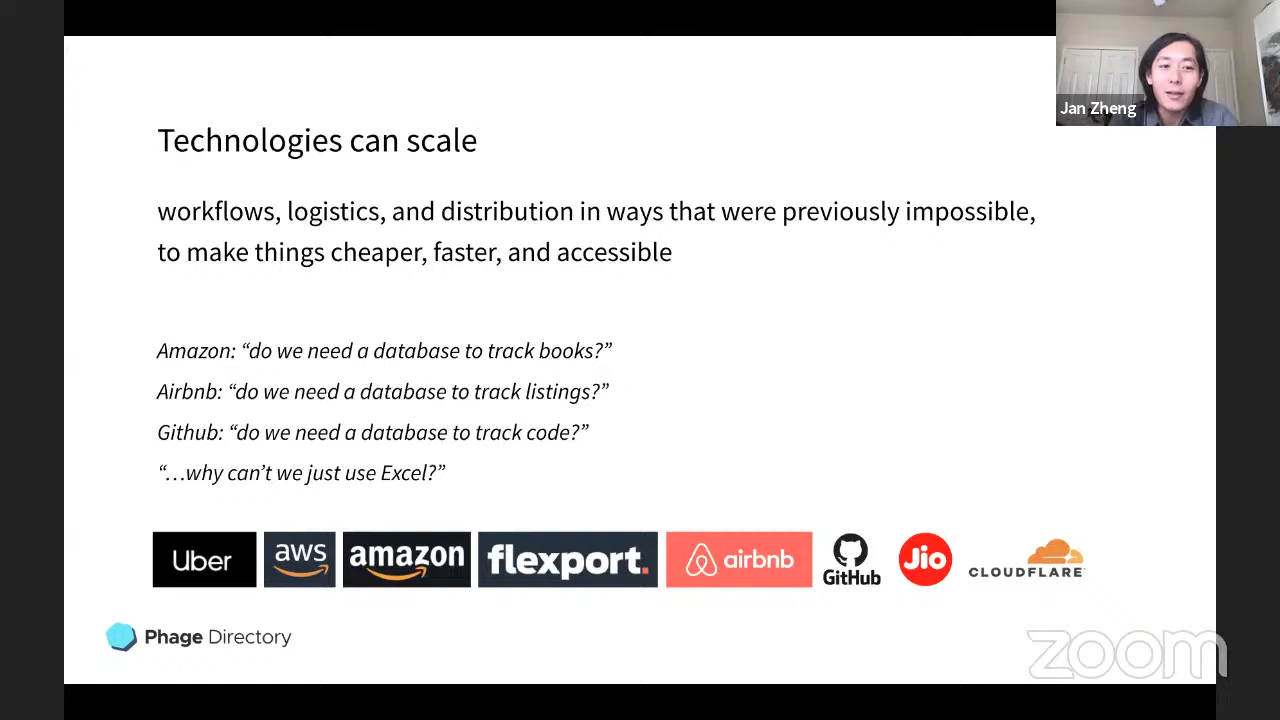 Jan Zheng
Technologies can scale
workflows, logistics, and distribution in ways that were previously impossible,
to make things cheaper, faster, and accessible
Amazon: “do we need a database to track books?”
Airbnb: “do we need a database to track listings?”
Github: “do we need a database to track code?”
“…why can’t we just use Excel?”
Uber
aws
amazon
flexport.
airbnb
GitHub
Jio
CLOUDFLARE
Phage Directory
zoom